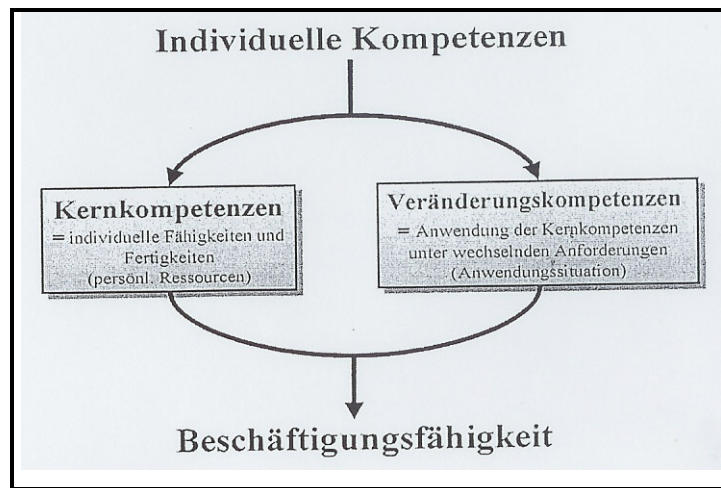 Individuelle Kompetenzen
Kernkompetenzen
= individuelle Fähigkeiten und
Fertigkeiten
(persönl. Ressourcen)
Veränderungskompetenzen
= Anwendung der Kernkompetenzen
unter wechselnden Anforderungen
(Anwendungssituation)
Beschäftigungsfähigkeit